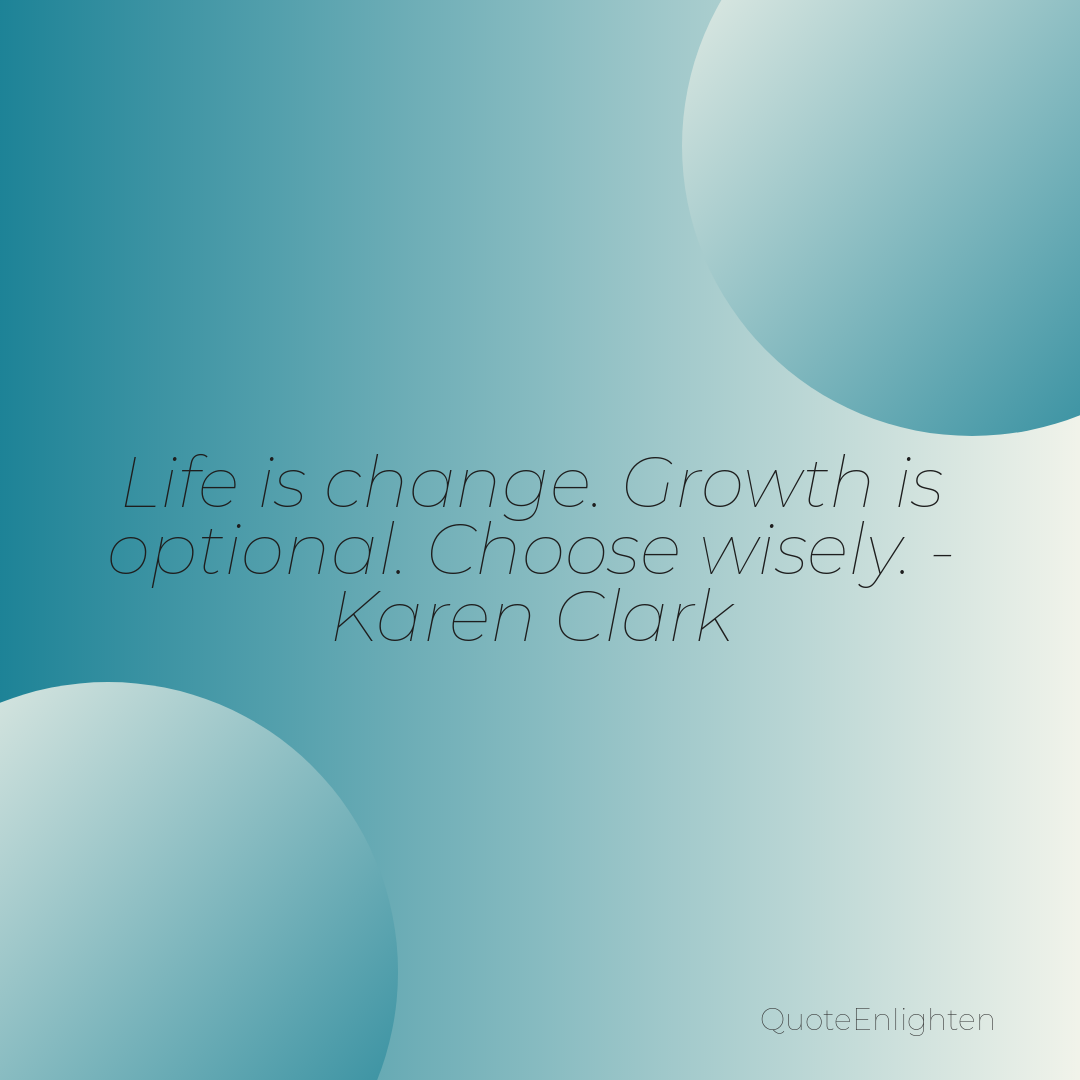 Life is change. Growth is
optional. Choose wisely. -
Karen Clark
QuoteEnlighten